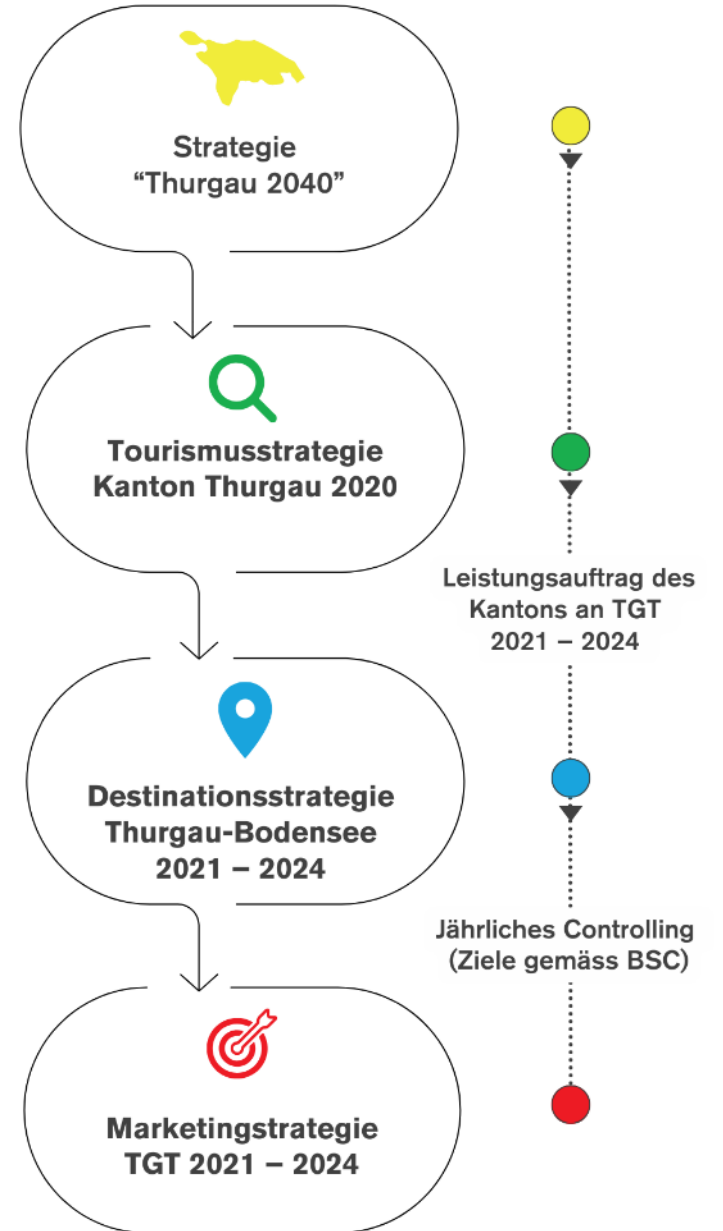 Strategie
“Thurgau 2040”
Tourismusstrategie
Kanton Thurgau 2020
Leistungsauftrag des
Kantons an TGT
2021 – 2024
Destinationsstrategie
Thurgau-Bodensee
2021 – 2024
Jährliches Controlling
(Ziele gemäss BSC)
Marketingstrategie
TGT 2021 – 2024